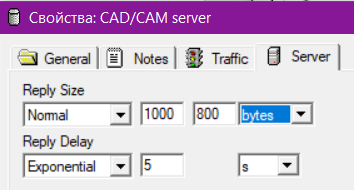 Свойства: CAD/CAM server
General Notes Traffic Server
Reply Size
Normal 1000 800 bytes
Reply Delay
Exponential 5 s